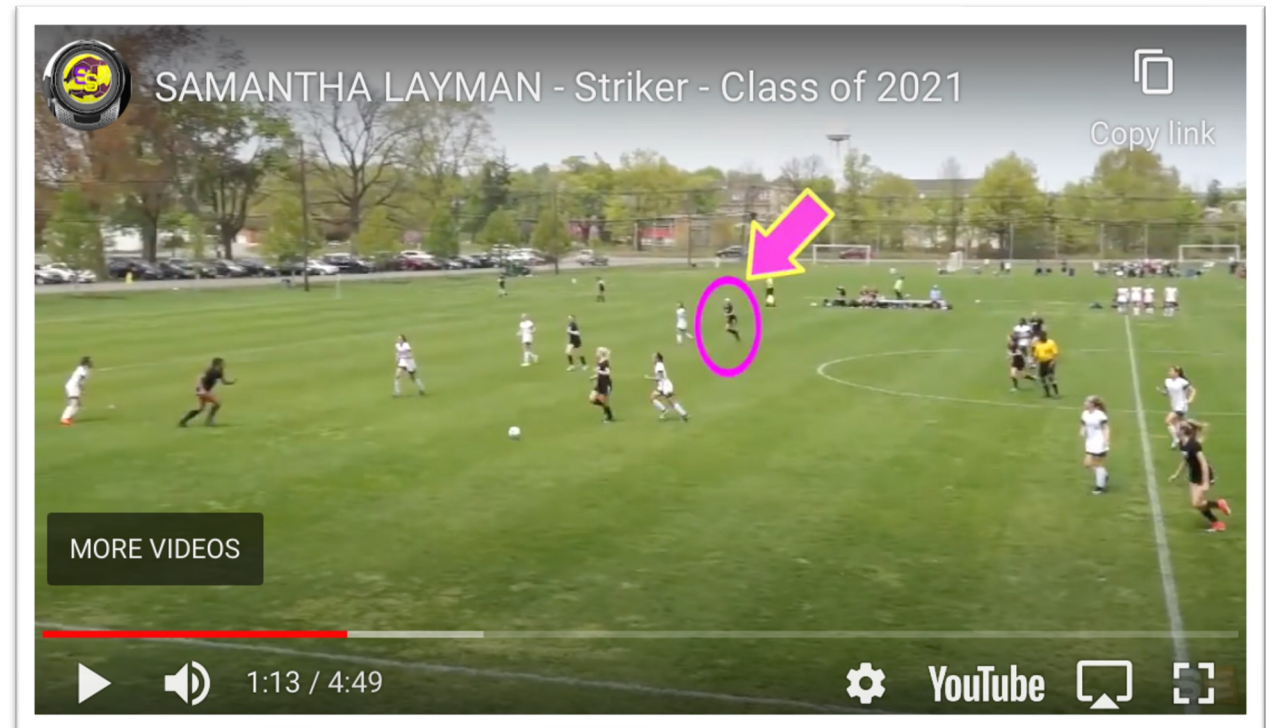 SAMANTHA LAYMAN - Striker - Class of 2021
Copy link
MORE VIDEOS
1:13 / 4:49
YouTube